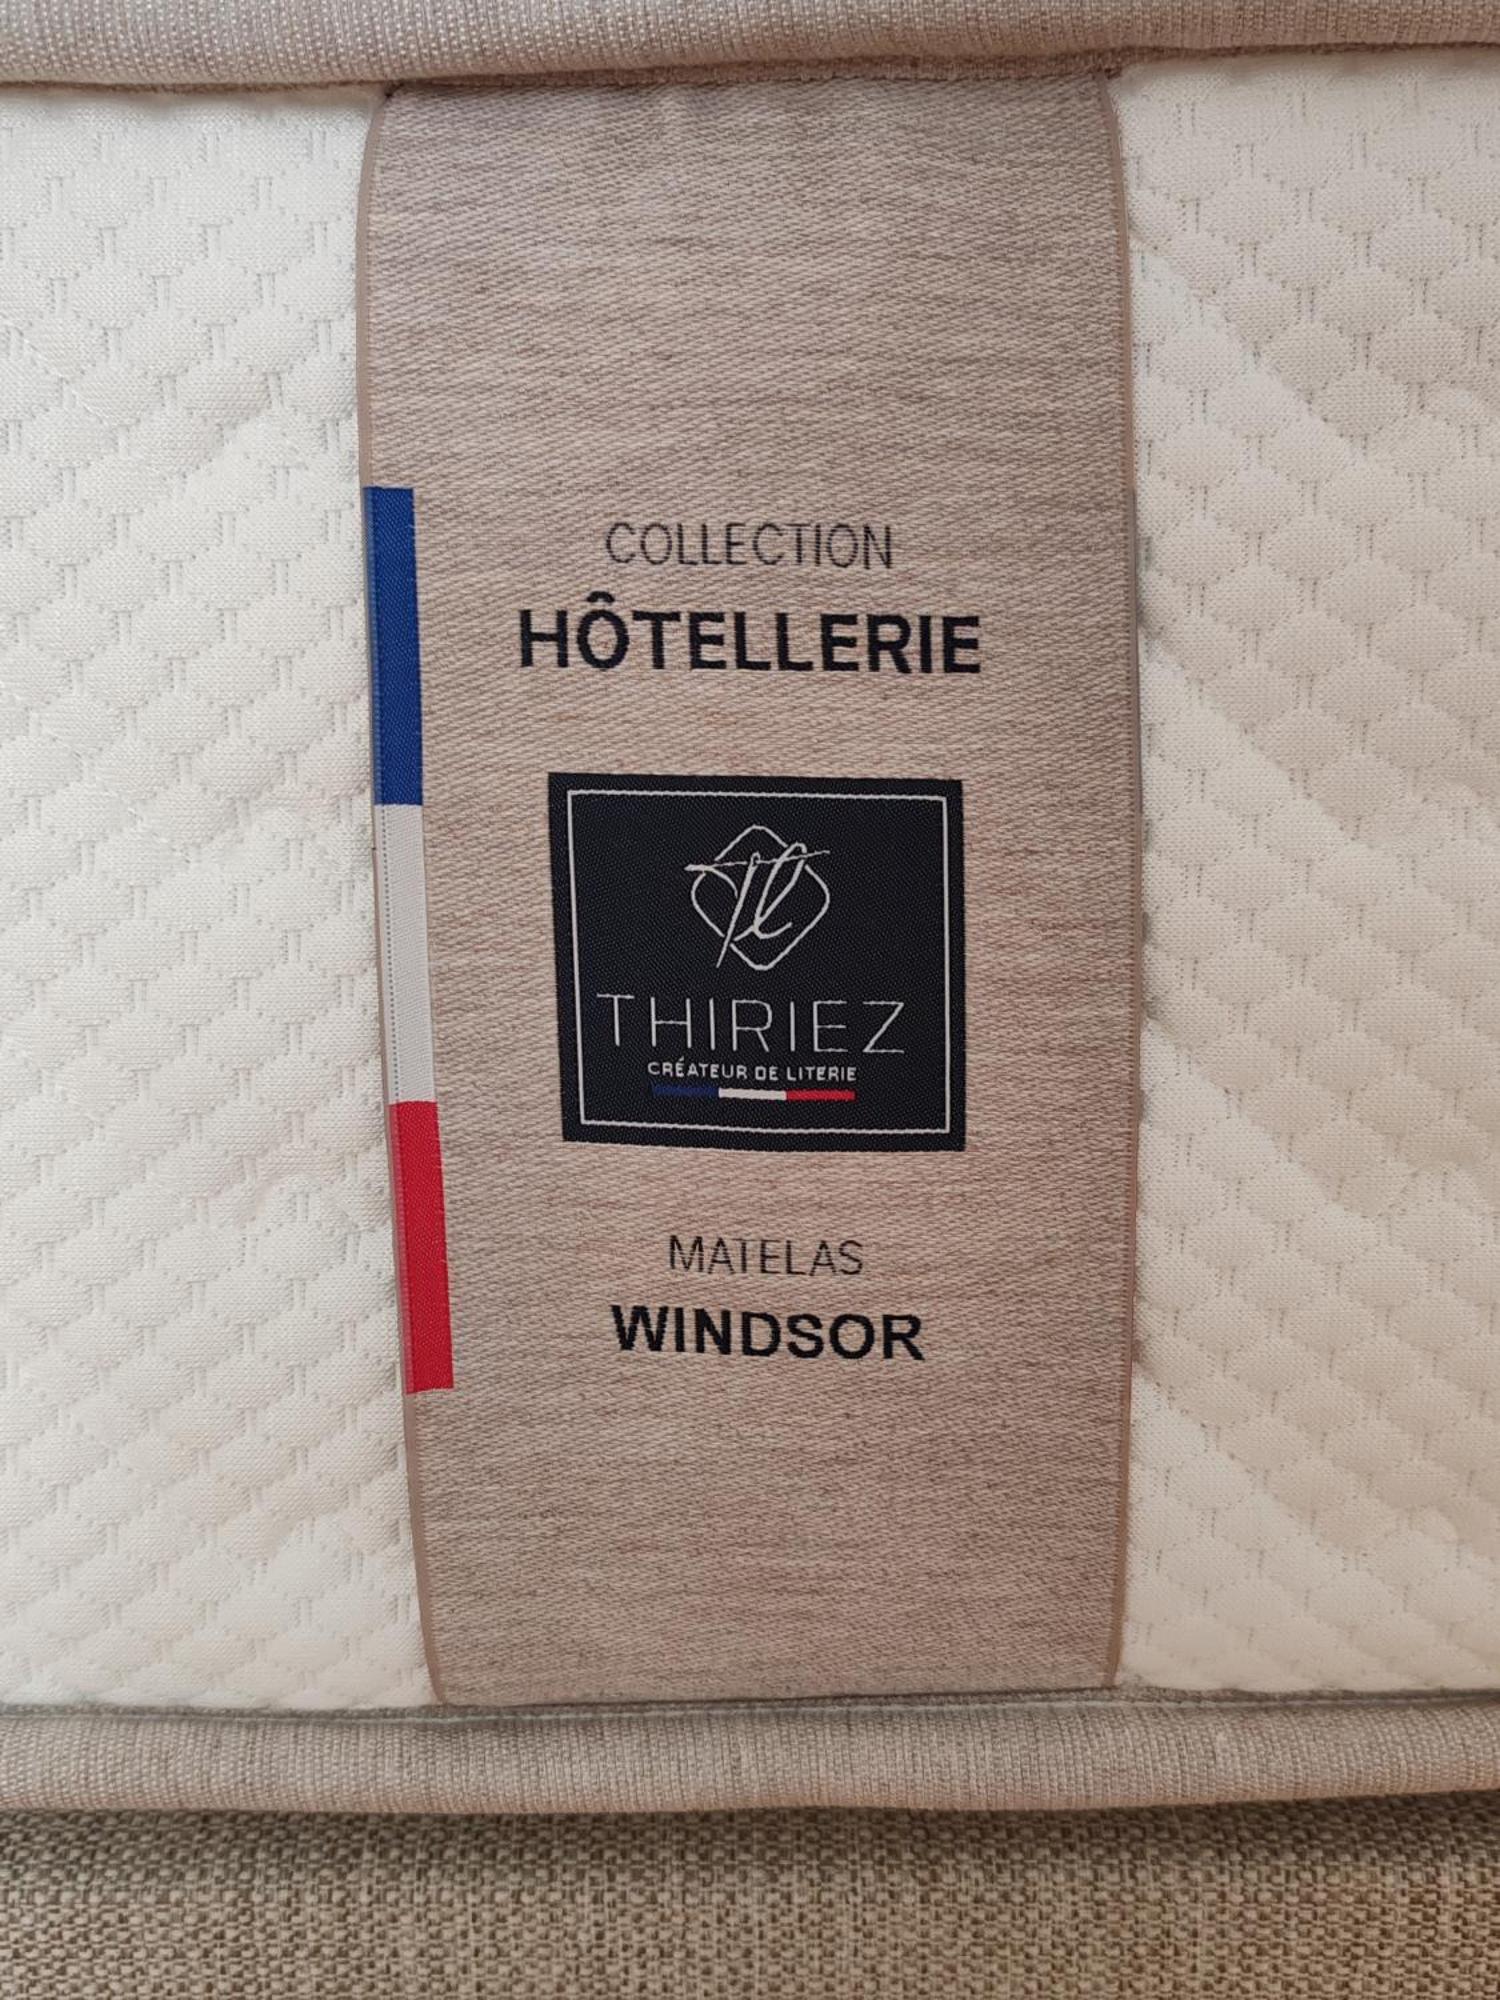 COLLECTION
HÔTELLERIE
THIRIEZ
CRÉATEUR DE LITERIE
MATELAS
WINDSOR